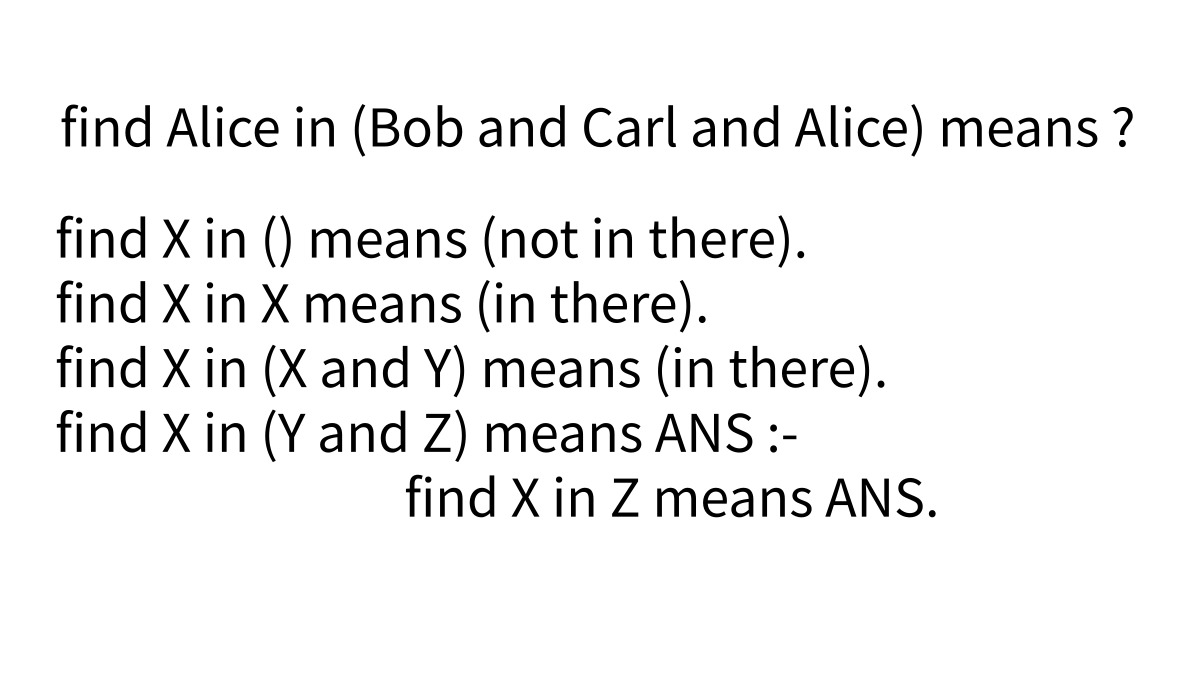 find Alice in (Bob and Carl and Alice) means ?
find X in () means (not in there).
find X in X means (in there).
find X in (X and Y) means (in there).
find X in (Y and Z) means ANS :-
find X in Z means ANS.